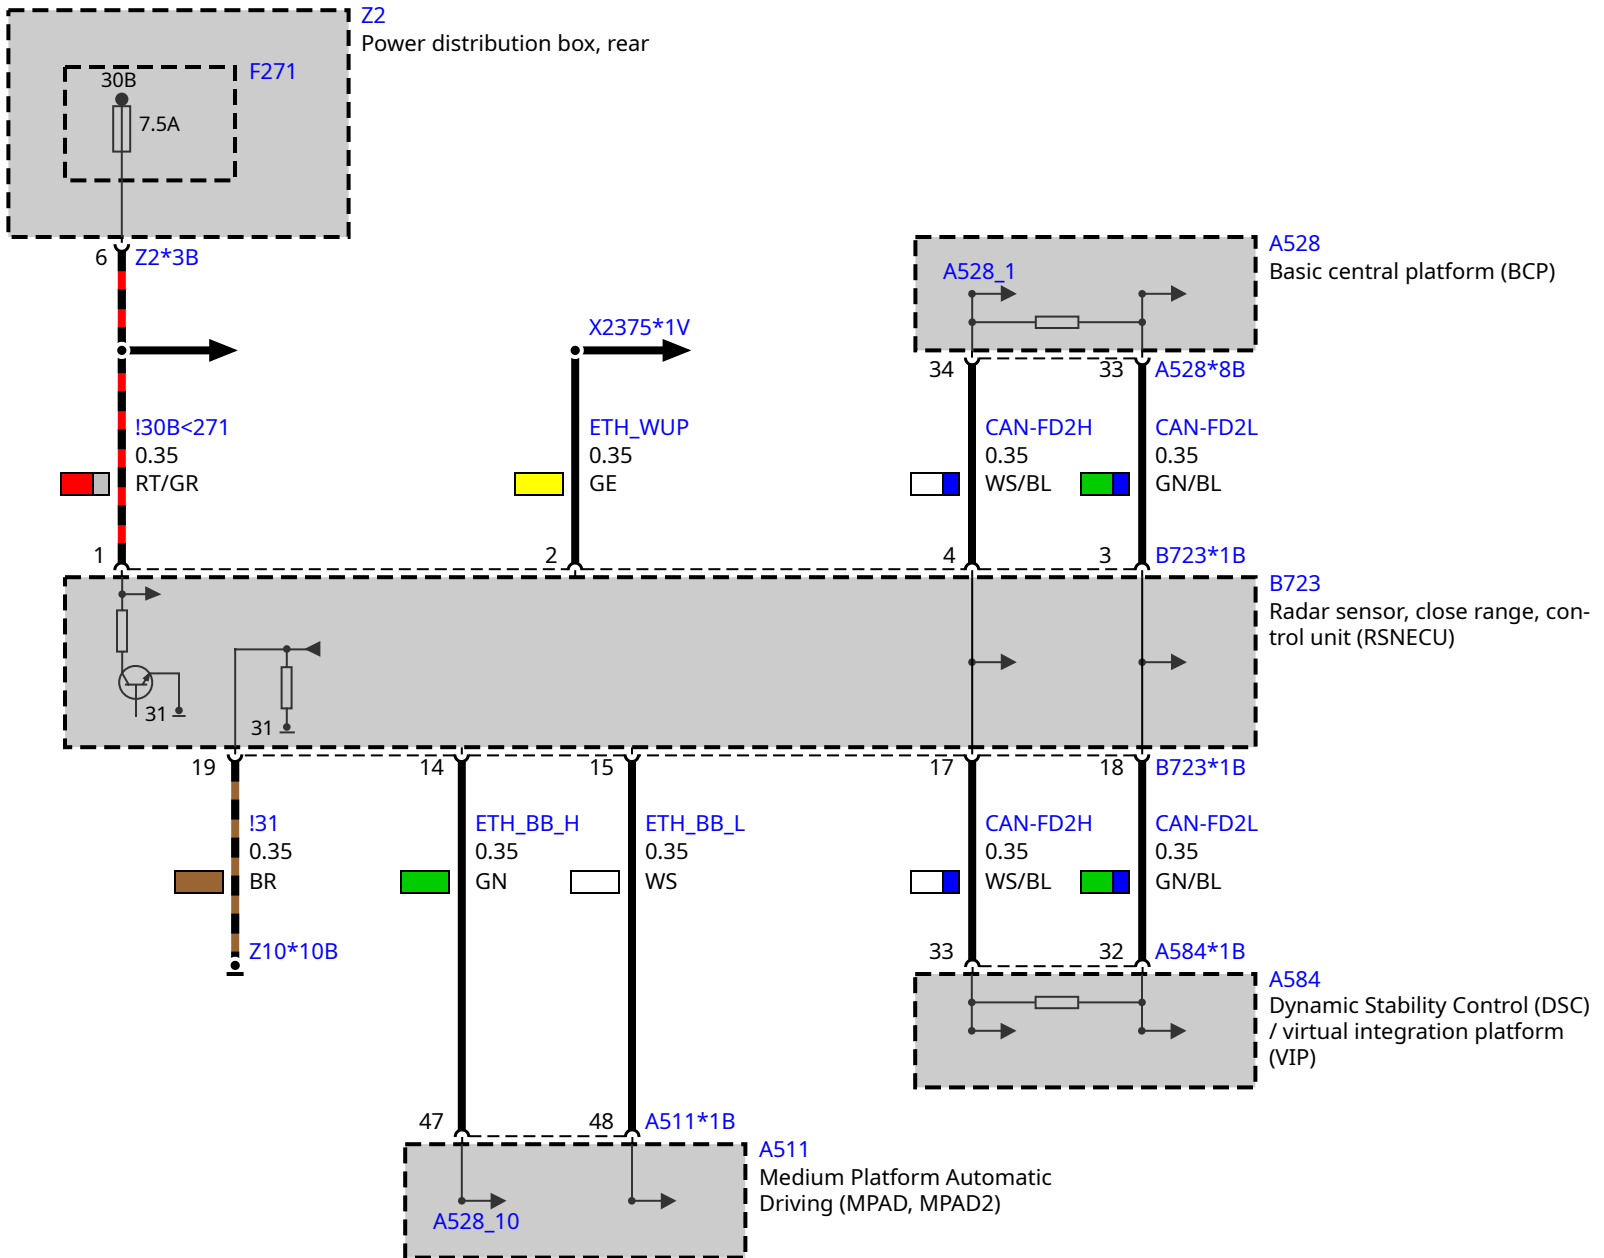 Z2
Power distribution box, rear
F271
30B
7.5A
6
Z2*3B
A528
Basic central platform (BCP)
A528_1
X2375*1V
34
33
A528*8B
!30B<271
0.35
RT/GR
ETH_WUP
0.35
GE
CAN-FD2H
0.35
WS/BL
CAN-FD2L
0.35
GN/BL
1
2
4
3
B723*1B
B723
Radar sensor, close range, con-
trol unit (RSNECU)
31
31
19
14
15
17
18
B723*1B
!31
0.35
BR
ETH_BB_H
0.35
GN
ETH_BB_L
0.35
WS
CAN-FD2H
0.35
WS/BL
CAN-FD2L
0.35
GN/BL
Z10*10B
33
32
A584*1B
A584
Dynamic Stability Control (DSC)
/ virtual integration platform
(VIP)
47
48
A511*1B
A511
Medium Platform Automatic
Driving (MPAD, MPAD2)
A528_10